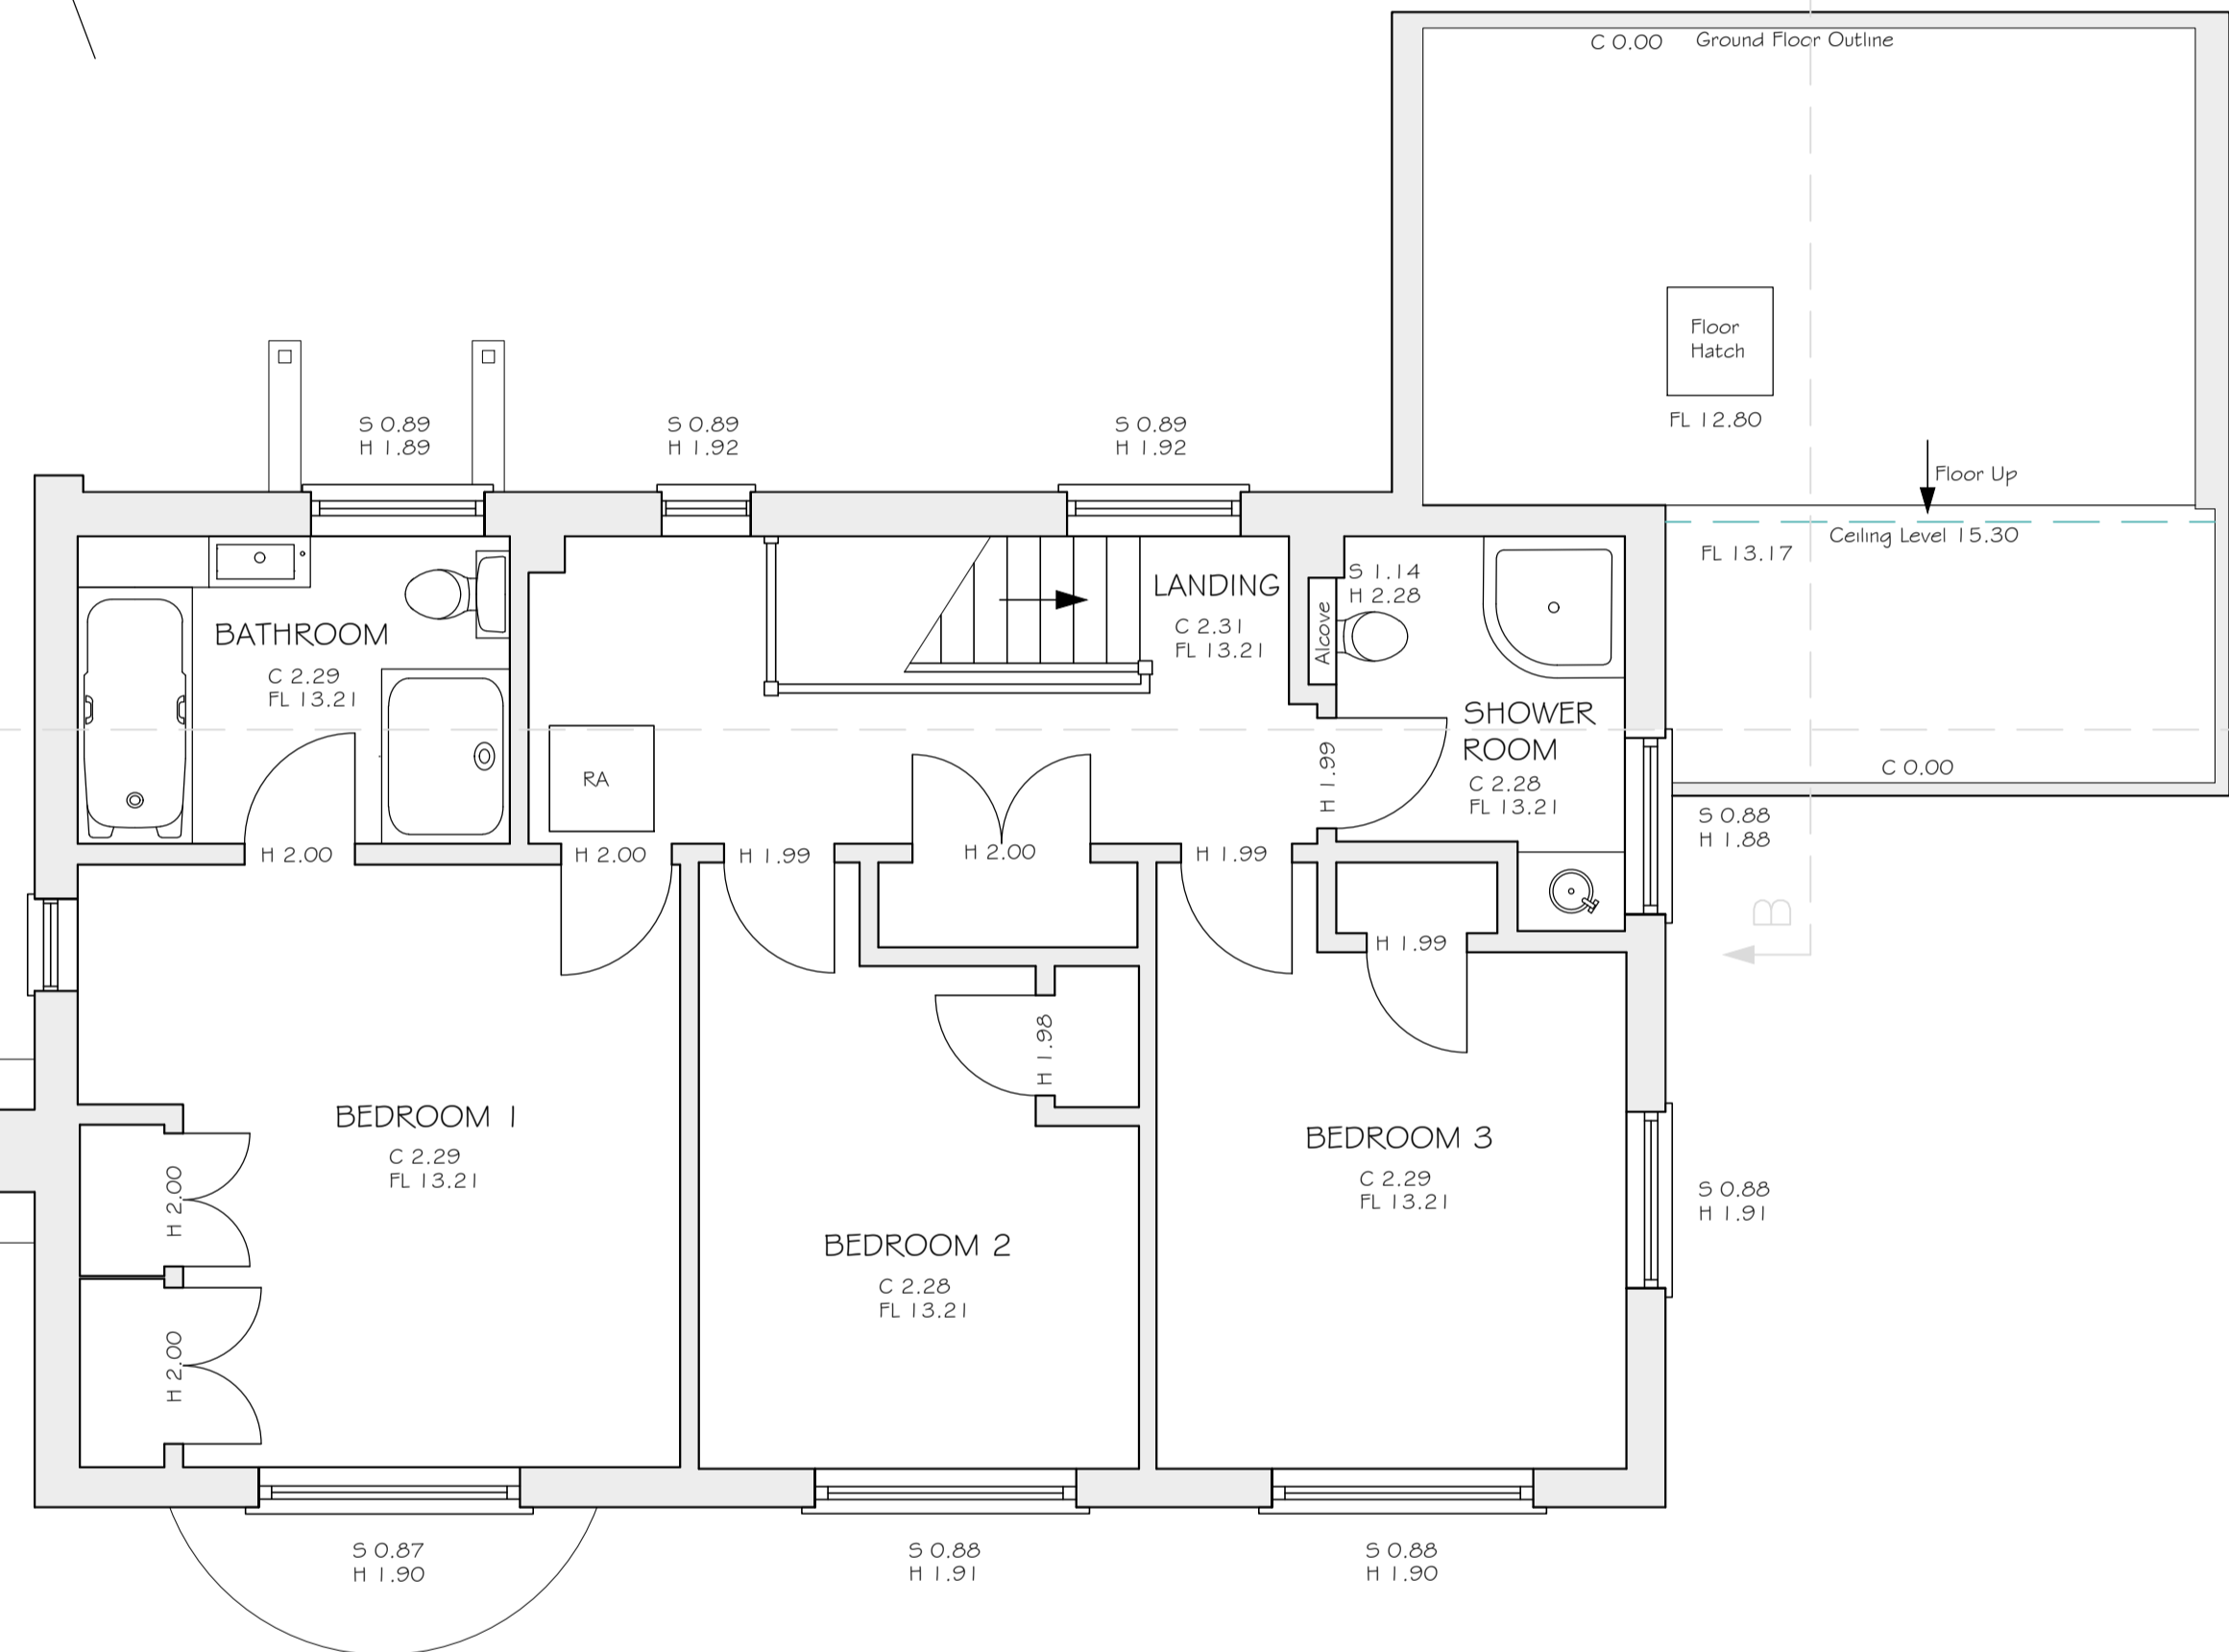 C 0.00 Ground Floor Outline
Floor
Hatch
FL 12.80
Floor Up
Ceiling Level 15.30
FL 13.17
C 0.00
S 0.89
H 1.89
S 0.89
H 1.92
S 0.89
H 1.92
BATHROOM
C 2.29
FL 13.21
LANDING
C 2.31
FL 13.21
Alcove
S 1.14
H 2.28
SHOWER
ROOM
C 2.28
FL 13.21
RA
H 1.99
S 0.88
H 1.88
H 2.00
H 2.00
H 1.99
H 2.00
H 1.99
H 1.99
B
H 1.98
BEDROOM 1
C 2.29
FL 13.21
H 2.00
H 2.00
BEDROOM 2
C 2.28
FL 13.21
BEDROOM 3
C 2.29
FL 13.21
S 0.88
H 1.91
S 0.87
H 1.90
S 0.88
H 1.91
S 0.88
H 1.90